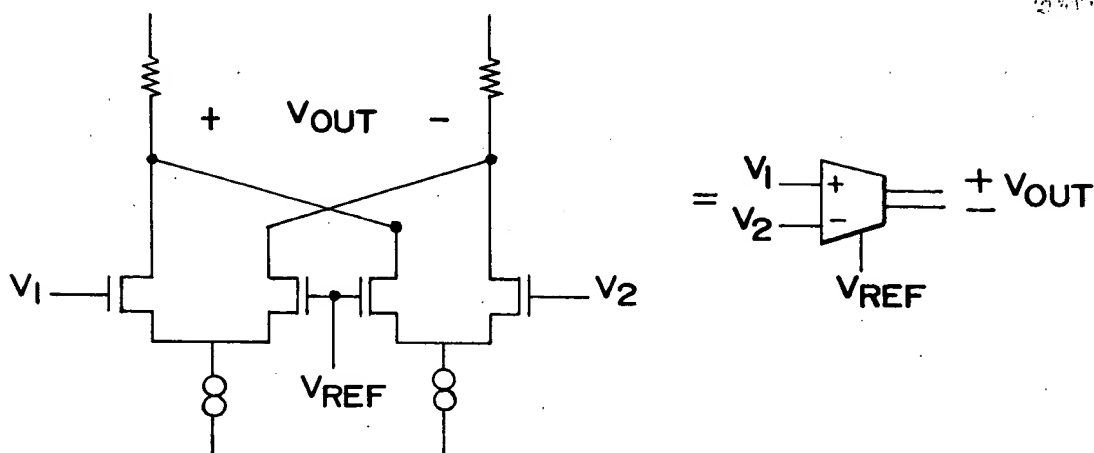 + VOUT -
V1
V2
VREF
=
V1 + + VOUT
V2 - -
VREF